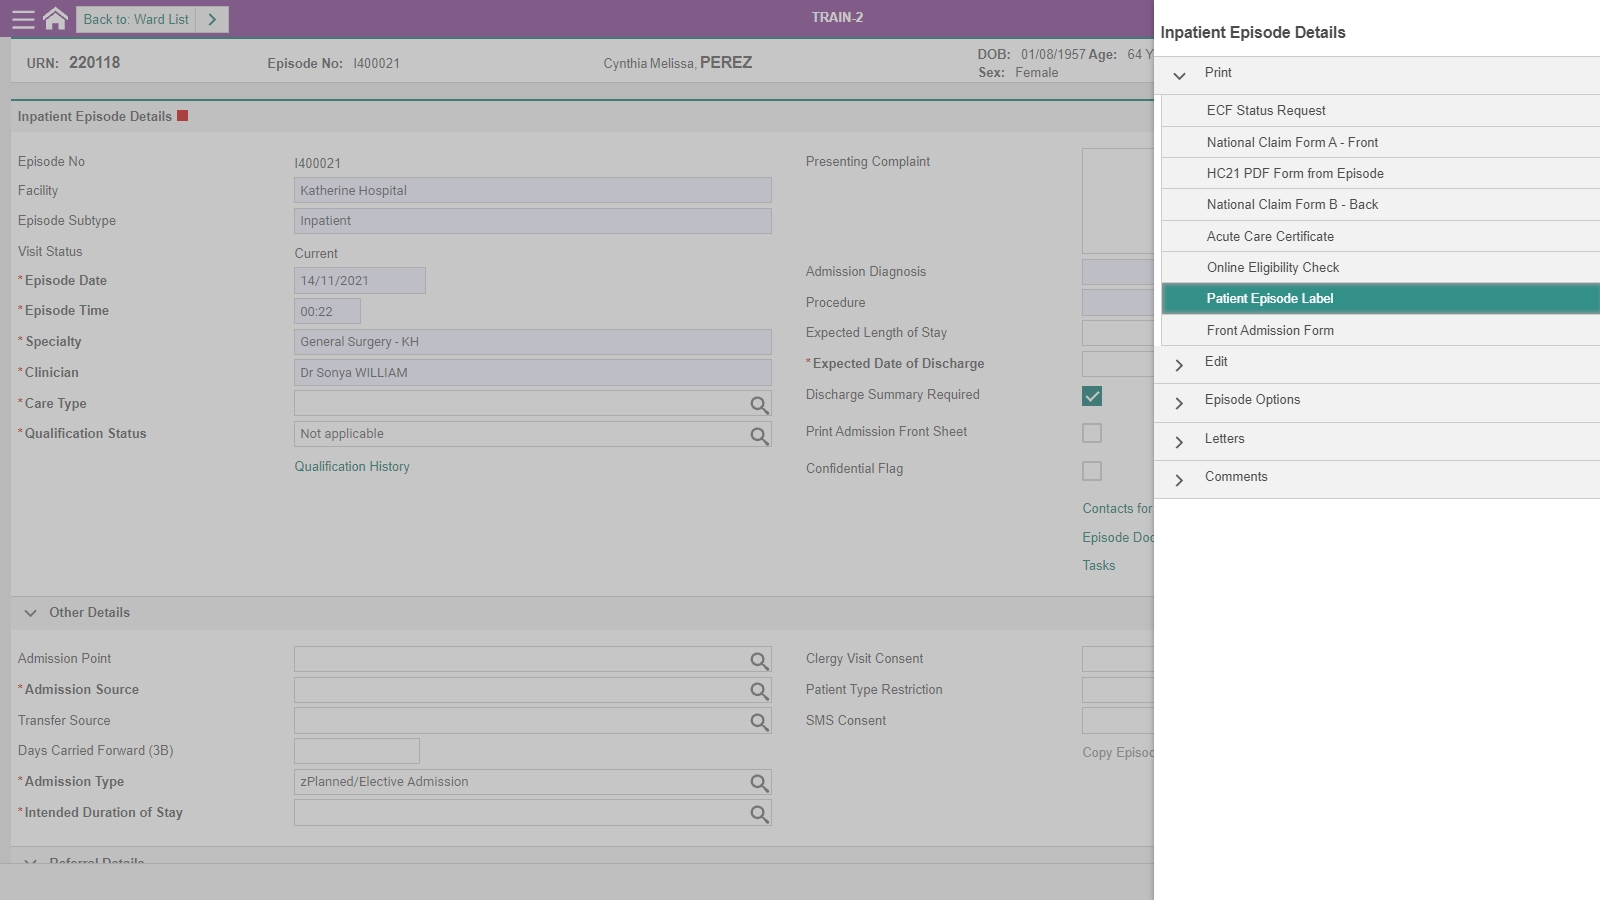 Back to: Ward List
TRAIN-2
URN: 220118
Episode No: I400021
Cynthia Melissa, PEREZ
DOB: 01/08/1957 Age: 64 Y
Sex: Female
Inpatient Episode Details
Episode No I400021
Facility Katherine Hospital
Episode Subtype Inpatient
Visit Status Current
*Episode Date 14/11/2021
*Episode Time 00:22
*Specialty General Surgery - KH
*Clinician Dr Sonya WILLIAM
*Care Type
*Qualification Status Not applicable
Qualification History
Presenting Complaint
Admission Diagnosis
Procedure
Expected Length of Stay
*Expected Date of Discharge
Discharge Summary Required
Print Admission Front Sheet
Confidential Flag
Contacts for
Episode Doc
Tasks
Other Details
Admission Point
*Admission Source
Transfer Source
Days Carried Forward (3B)
*Admission Type zPlanned/Elective Admission
*Intended Duration of Stay
Clergy Visit Consent
Patient Type Restriction
SMS Consent
Copy Episod
Referral Details
Inpatient Episode Details
Print
ECF Status Request
National Claim Form A - Front
HC21 PDF Form from Episode
National Claim Form B - Back
Acute Care Certificate
Online Eligibility Check
Patient Episode Label
Front Admission Form
Edit
Episode Options
Letters
Comments